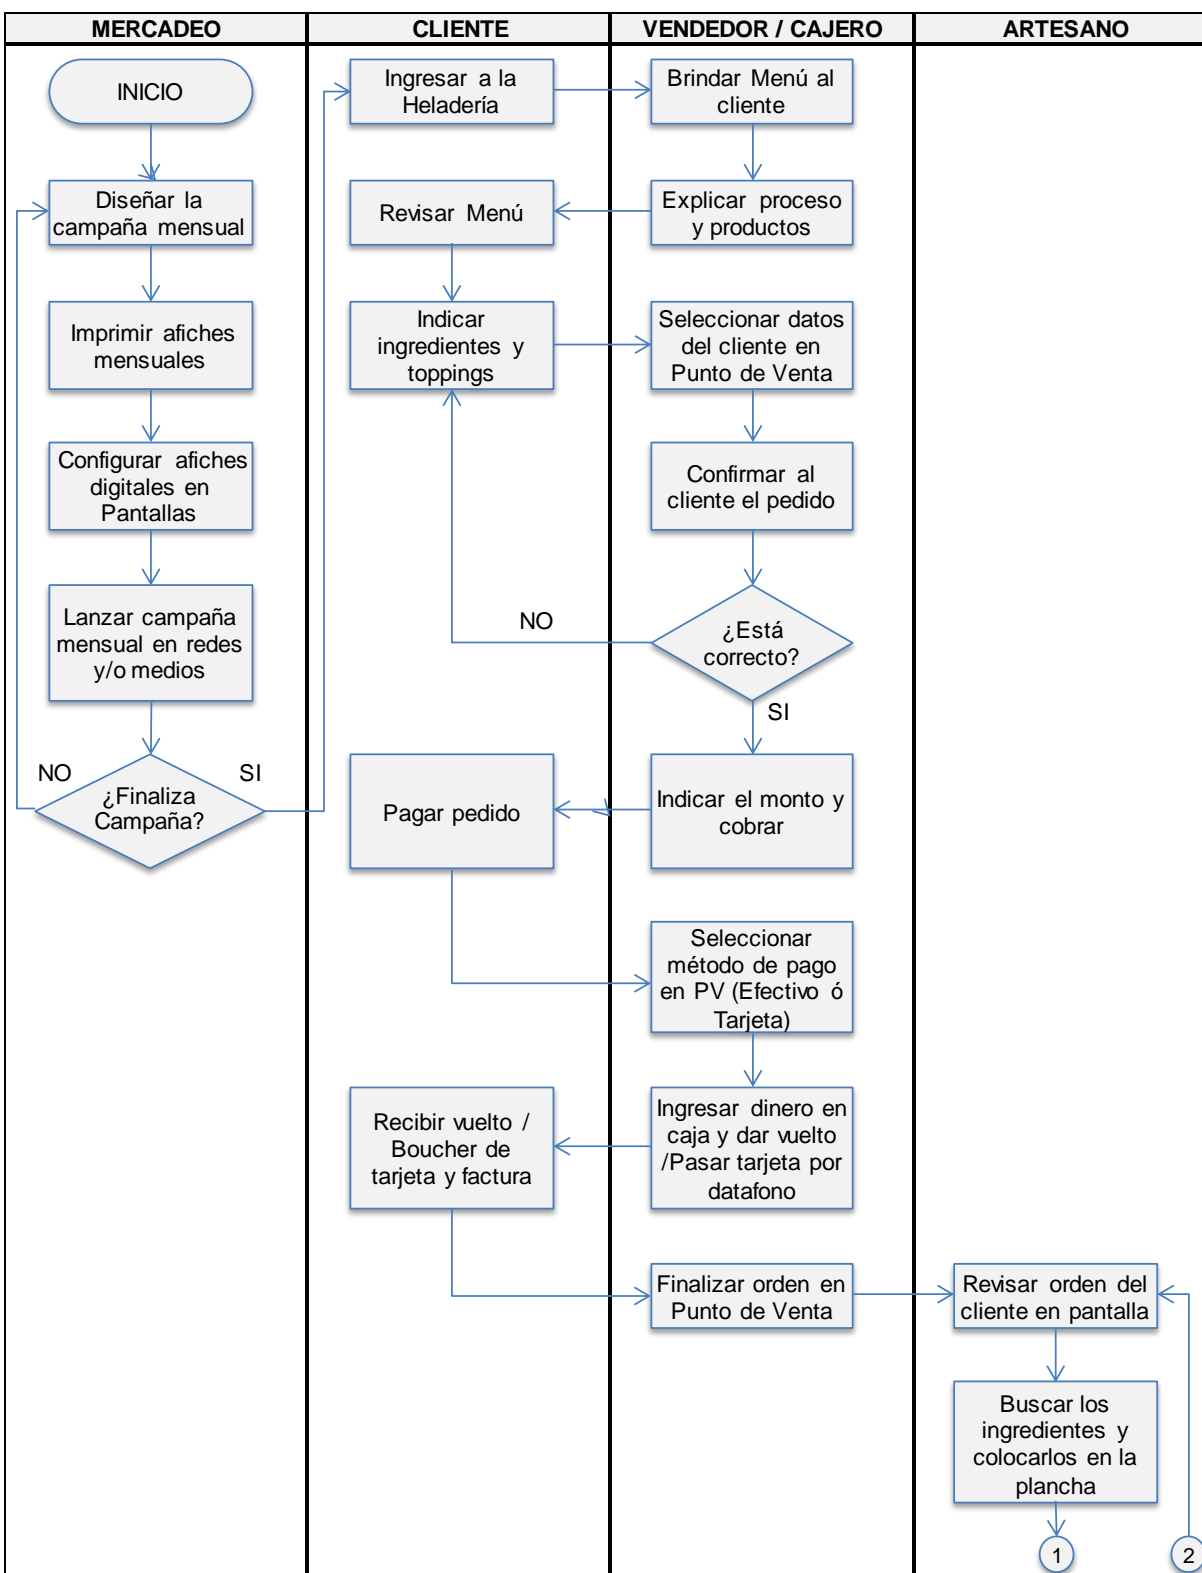 MERCADEO
CLIENTE
VENDEDOR / CAJERO
ARTESANO
INICIO
Ingresar a la
Heladería
Brindar Menú al
cliente
Diseñar la
campaña mensual
Revisar Menú
Explicar proceso
y productos
Imprimir afiches
mensuales
Indicar
ingredientes y
toppings
Seleccionar datos
del cliente en
Punto de Venta
Configurar afiches
digitales en
Pantallas
Confirmar al
cliente el pedido
Lanzar campaña
mensual en redes
y/o medios
NO
¿Está
correcto?
SI
NO
SI
¿Finaliza
Campaña?
Pagar pedido
Indicar el monto y
cobrar
Seleccionar
método de pago
en PV (Efectivo ó
Tarjeta)
Recibir vuelto /
Boucher de
tarjeta y factura
Ingresar dinero en
caja y dar vuelto
/Pasar tarjeta por
datafono
Finalizar orden en
Punto de Venta
Revisar orden del
cliente en pantalla
Buscar los
ingredientes y
colocarlos en la
plancha
1
2